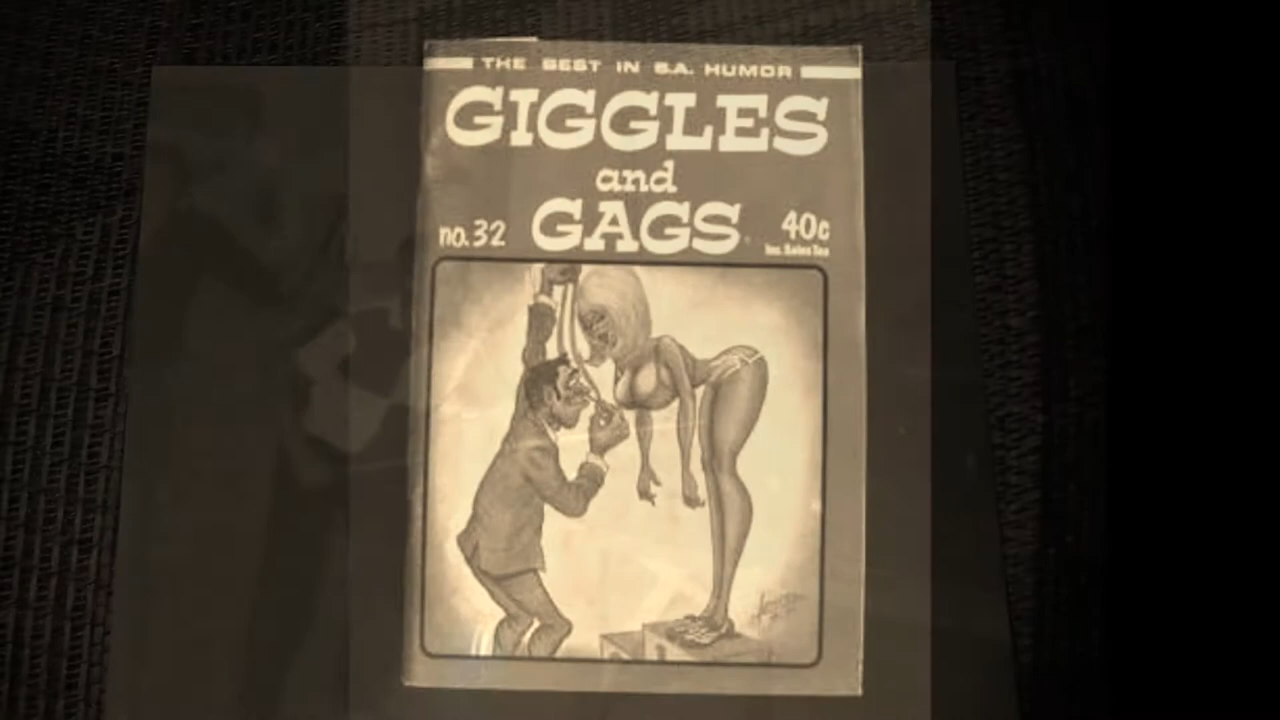 THE BEST IN S.A. HUMOR
GIGGLES
and
GAGS
no.32
40c
Inc. Sales Tax